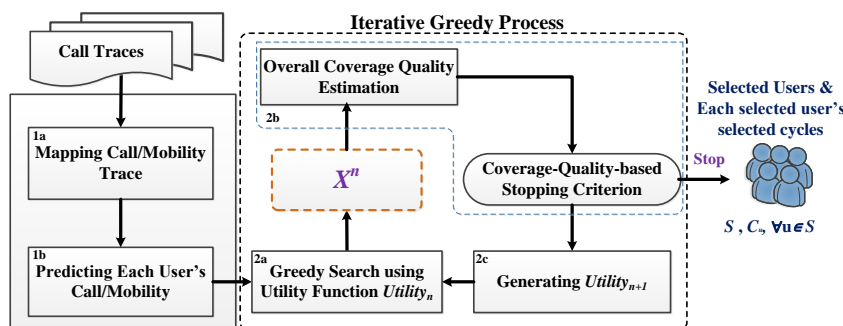 Iterative Greedy Process
Call Traces
1a
Mapping Call/Mobility
Trace
1b
Predicting Each User's
Call/Mobility
Overall Coverage Quality
Estimation
2b
X^n
2a
Greedy Search using
Utility Function Utility_n
Coverage-Quality-based
Stopping Criterion
2c
Generating Utility_{n+1}
Stop
Selected Users &
Each selected user's
selected cycles
S , C_u, ∀u∈S